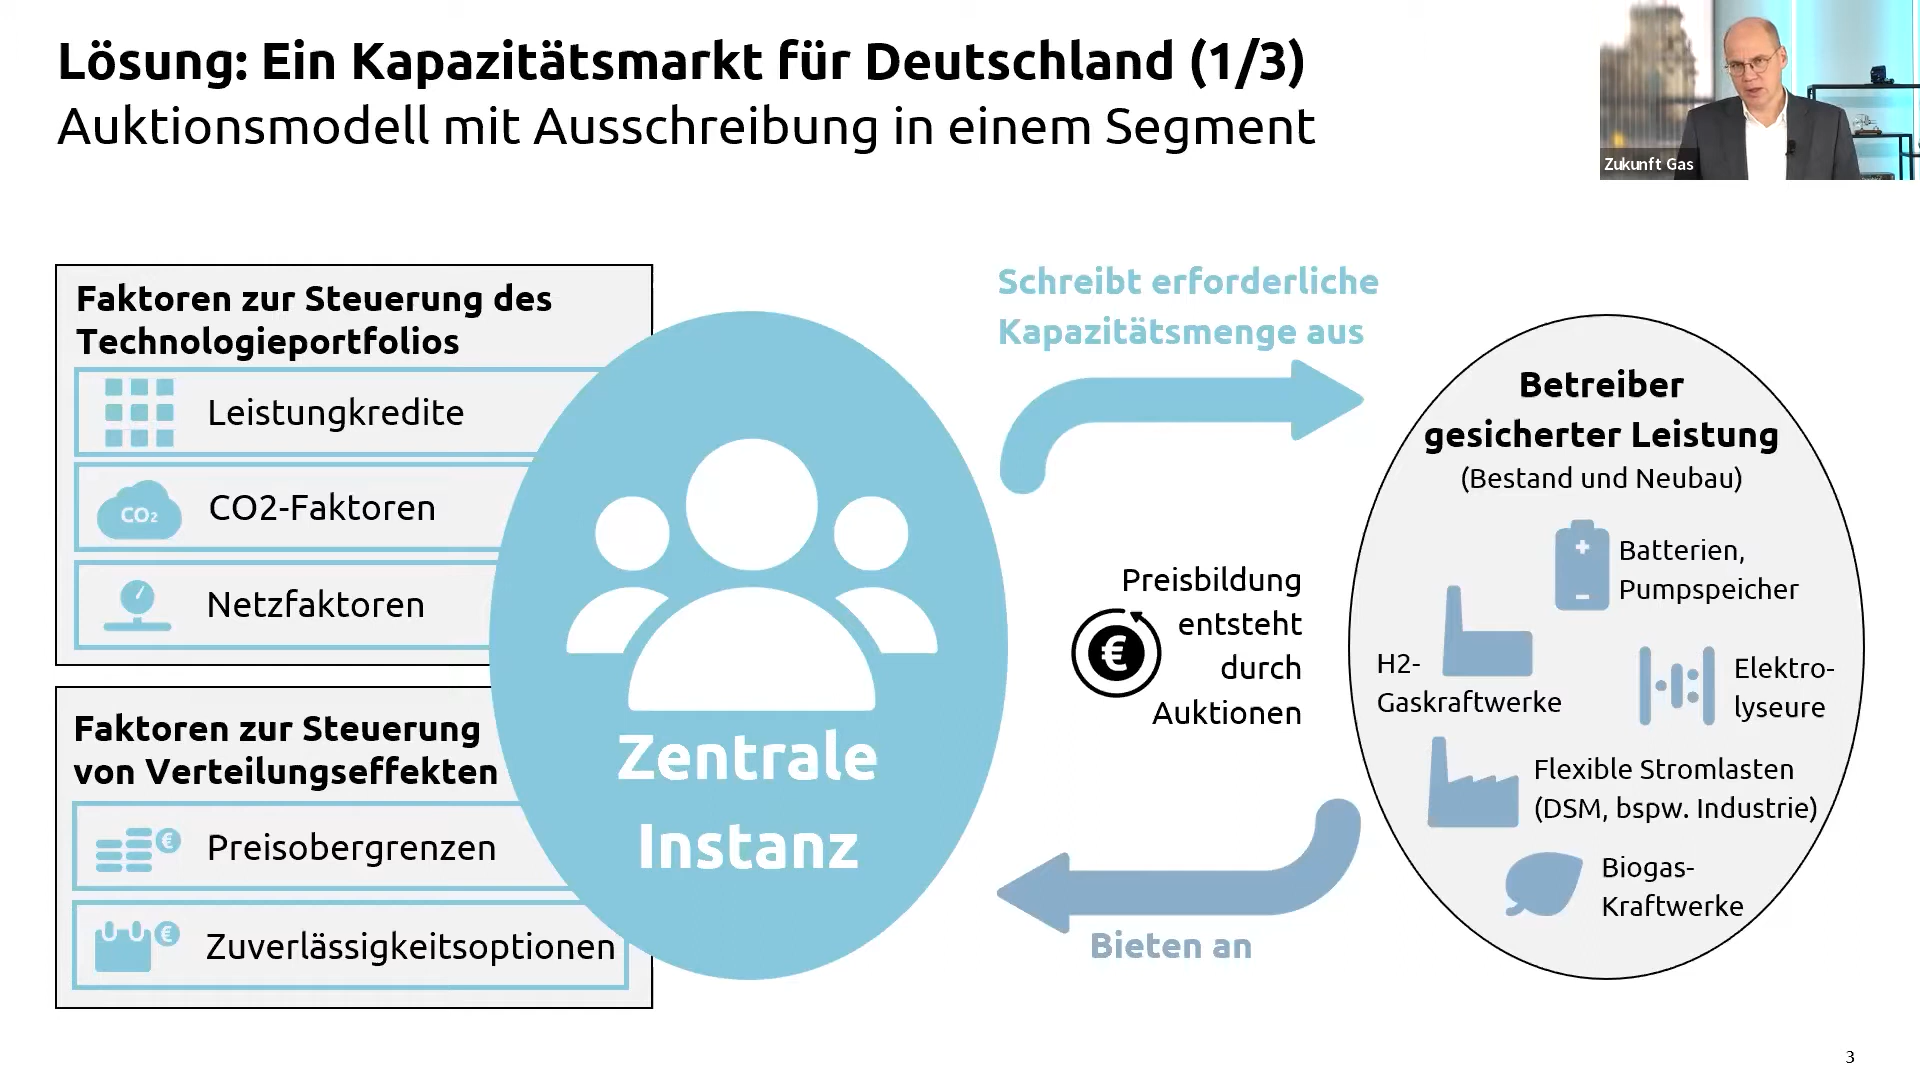 Lösung: Ein Kapazitätsmarkt für Deutschland (1/3)
Auktionsmodell mit Ausschreibung in einem Segment
Zukunft Gas
Faktoren zur Steuerung des
Technologieportfolios
Leistungkredite
CO₂
CO2-Faktoren
Netzfaktoren
Faktoren zur Steuerung
von Verteilungseffekten
€
Preisobergrenzen
€
Zuverlässigkeitsoptionen
Zentrale
Instanz
Schreibt erforderliche
Kapazitätsmenge aus
Preisbildung
entsteht
durch
Auktionen
€
Bieten an
Betreiber
gesicherter Leistung
(Bestand und Neubau)
Batterien,
Pumpspeicher
H2-
Gaskraftwerke
Elektro-
lyseure
Flexible Stromlasten
(DSM, bspw. Industrie)
Biogas-
Kraftwerke
3